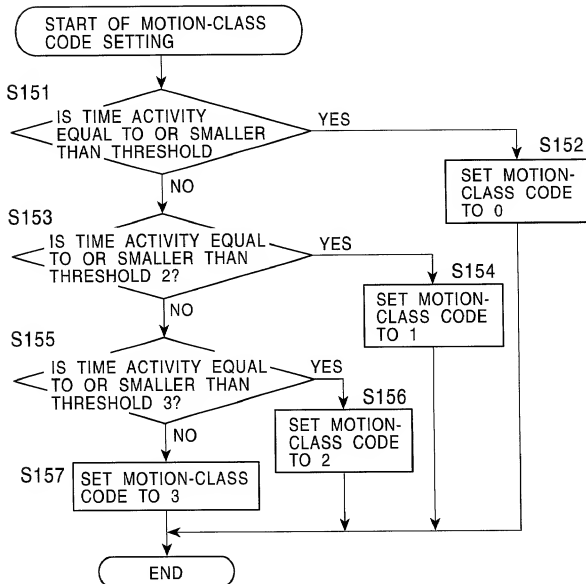 START OF MOTION-CLASS
CODE SETTING
S151
IS TIME ACTIVITY
EQUAL TO OR SMALLER
THAN THRESHOLD
YES
NO
S152
SET MOTION-
CLASS CODE
TO 0
S153
IS TIME ACTIVITY EQUAL
TO OR SMALLER THAN
THRESHOLD 2?
YES
NO
S154
SET MOTION-
CLASS CODE
TO 1
S155
IS TIME ACTIVITY EQUAL
TO OR SMALLER THAN
THRESHOLD 3?
YES
NO
S156
SET MOTION-
CLASS CODE
TO 2
S157
SET MOTION-CLASS
CODE TO 3
END